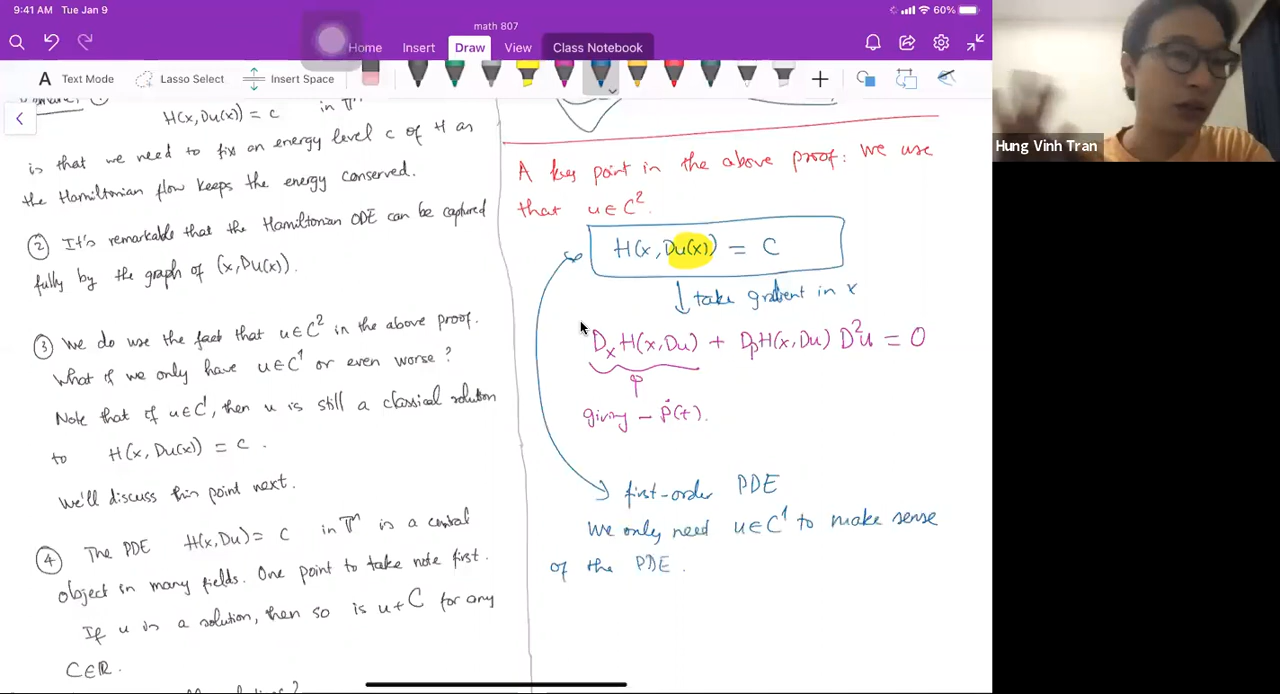 9:41 AM Tue Jan 9
60%
math 807
Home Insert Draw View Class Notebook
A Text Mode Lasso Select Insert Space
H(x, Du(x)) = c in 𝕋ⁿ
is that we need to fix an energy level c of H as
the Hamiltonian flow keeps the energy conserved.
② It's remarkable that the Hamiltonian ODE can be captured
fully by the graph of (x, Du(x)).
③ We do use the fact that u ∈ C² in the above proof.
What if we only have u ∈ C¹ or even worse?
Note that if u ∈ C¹, then u is still a classical solution
to H(x, Du(x)) = c.
We'll discuss this point next.
④ The PDE H(x, Du) = c in 𝕋ⁿ is a central
object in many fields. One point to take note first.
If u is a solution, then so is u + C for any
C ∈ ℝ.
A key point in the above proof: we use
that u ∈ C².
H(x, Du(x)) = C
↓ take gradient in x
DₓH(x, Du) + DₚH(x, Du) D²u = 0
giving - Ṗ(t).
first-order PDE
We only need u ∈ C¹ to make sense
of the PDE.
Hung Vinh Tran